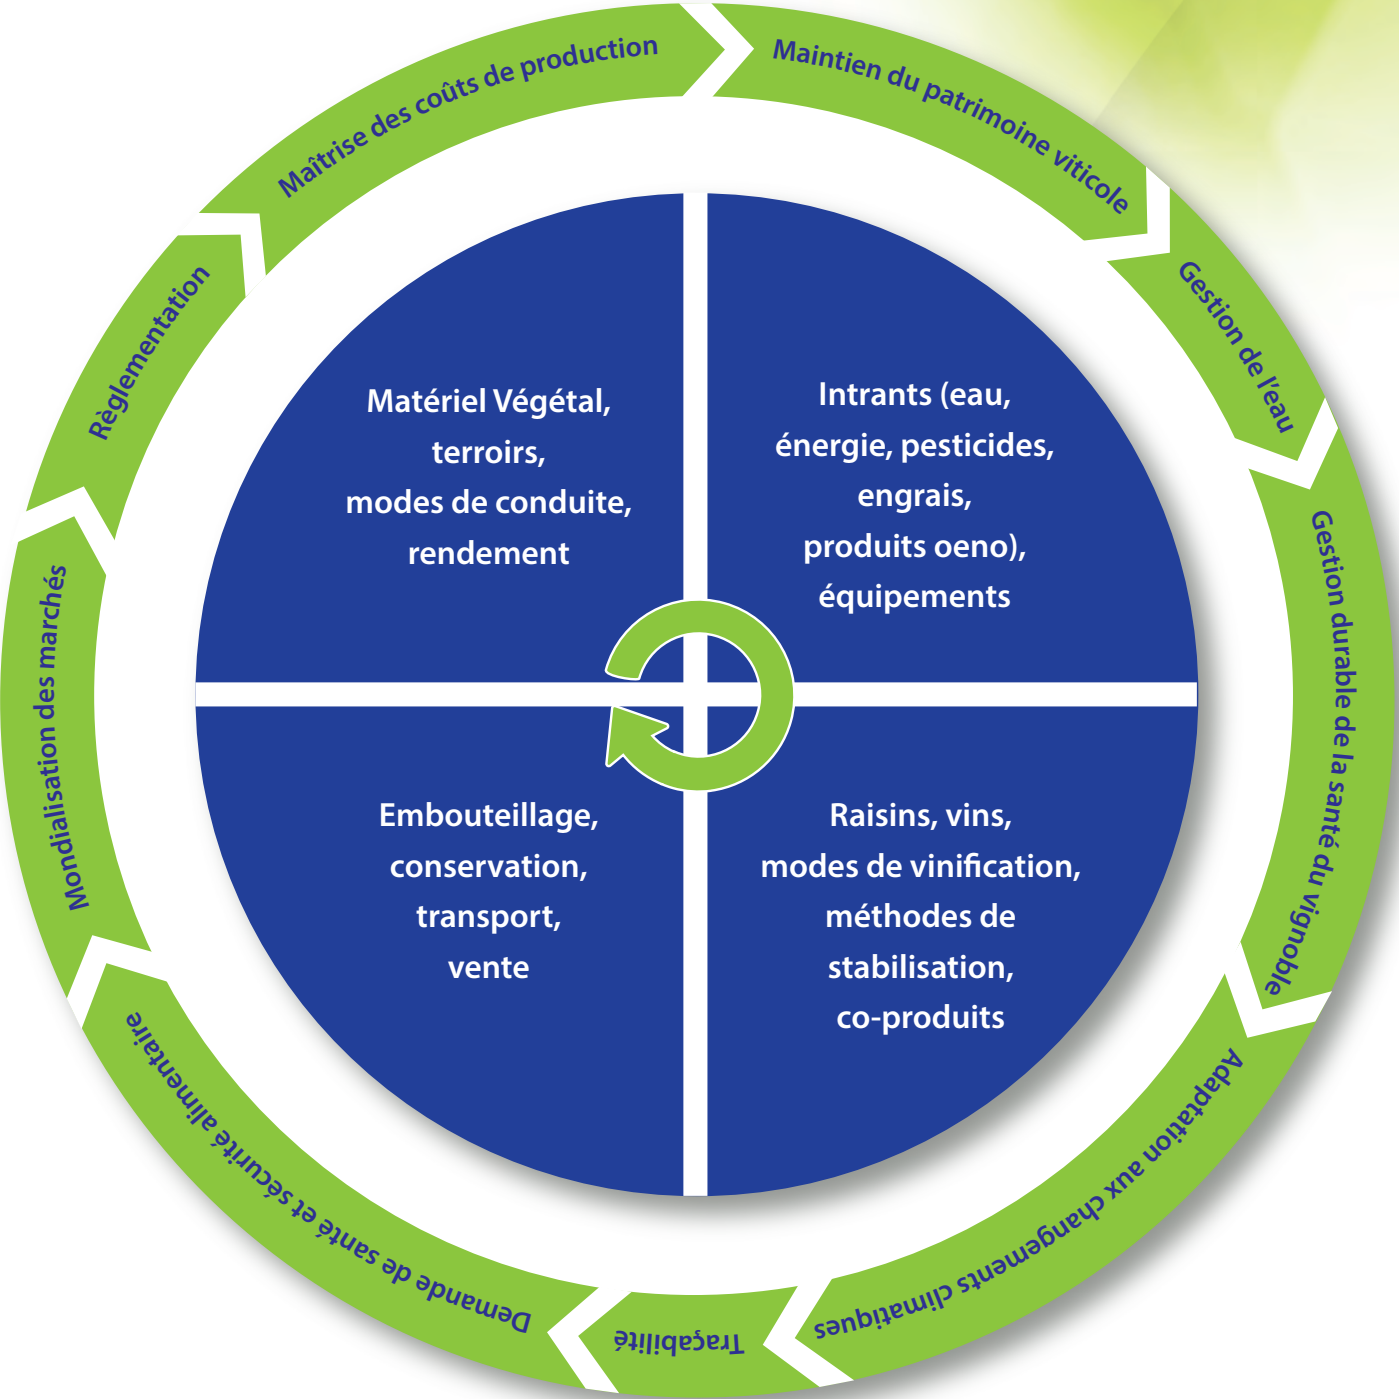 Maîtrise des coûts de production
Maintien du patrimoine viticole
Gestion de l'eau
Gestion durable de la santé du vignoble
Adaptation aux changements climatiques
Traçabilité
Demande de santé et sécurité alimentaire
Mondialisation des marchés
Règlementation
Matériel Végétal,
terroirs,
modes de conduite,
rendement
Intrants (eau,
énergie, pesticides,
engrais,
produits oeno),
équipements
Embouteillage,
conservation,
transport,
vente
Raisins, vins,
modes de vinification,
méthodes de
stabilisation,
co-produits